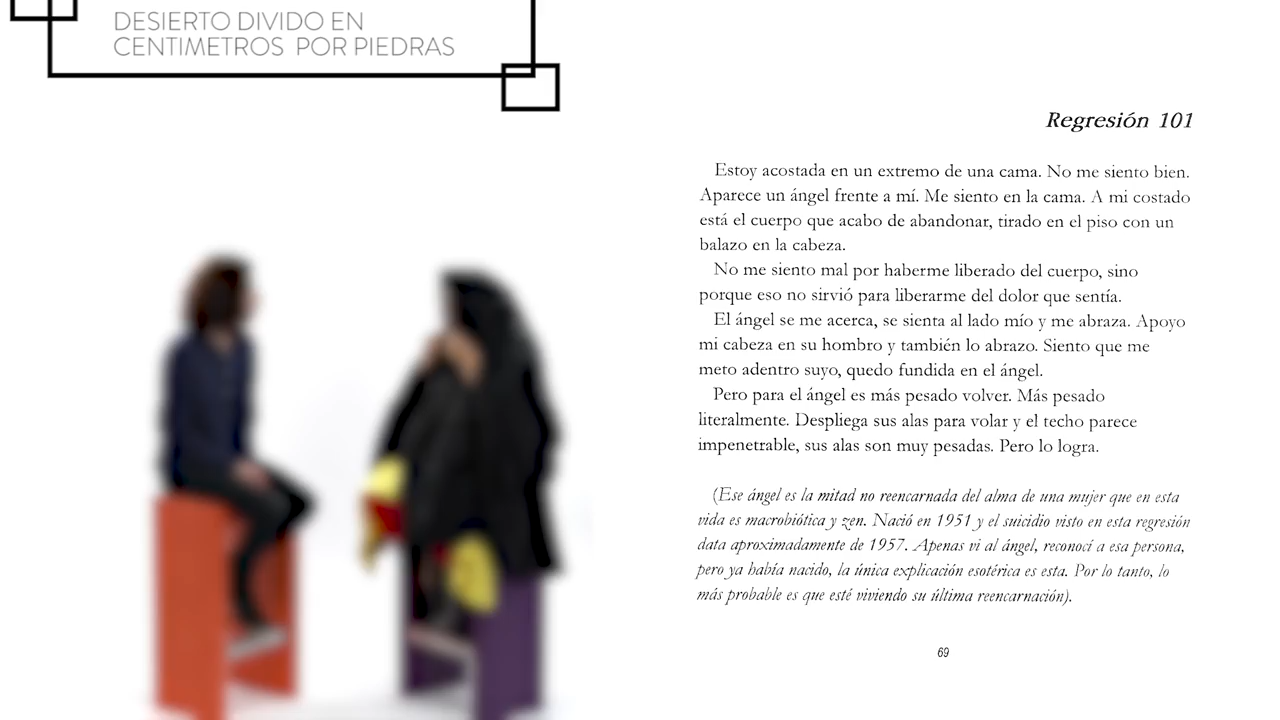 DESIERTO DIVIDO EN
CENTIMETROS POR PIEDRAS
Regresión 101
Estoy acostada en un extremo de una cama. No me siento bien.
Aparece un ángel frente a mí. Me siento en la cama. A mi costado
está el cuerpo que acabo de abandonar, tirado en el piso con un
balazo en la cabeza.
No me siento mal por haberme liberado del cuerpo, sino
porque eso no sirvió para liberarme del dolor que sentía.
El ángel se me acerca, se sienta al lado mío y me abraza. Apoyo
mi cabeza en su hombro y también lo abrazo. Siento que me
meto adentro suyo, quedo fundida en el ángel.
Pero para el ángel es más pesado volver. Más pesado
literalmente. Despliega sus alas para volar y el techo parece
impenetrable, sus alas son muy pesadas. Pero lo logra.
(Ese ángel es la mitad no reencarnada del alma de una mujer que en esta
vida es macrobiótica y zen. Nació en 1951 y el suicidio visto en esta regresión
data aproximadamente de 1957. Apenas vi al ángel, reconocí a esa persona,
pero ya había nacido, la única explicación esotérica es esta. Por lo tanto, lo
más probable es que esté viviendo su última reencarnación).
69